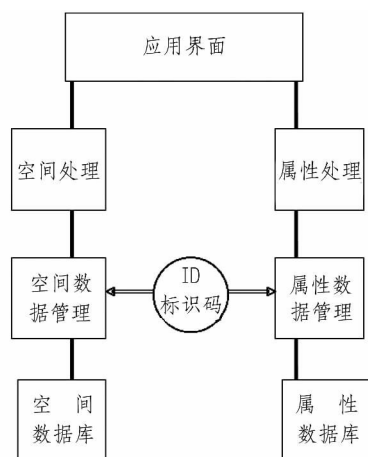 应用界面
空间处理
属性处理
空间数
据管理
ID
标识码
属性数
据管理
空 间
数据库
属 性
数据库